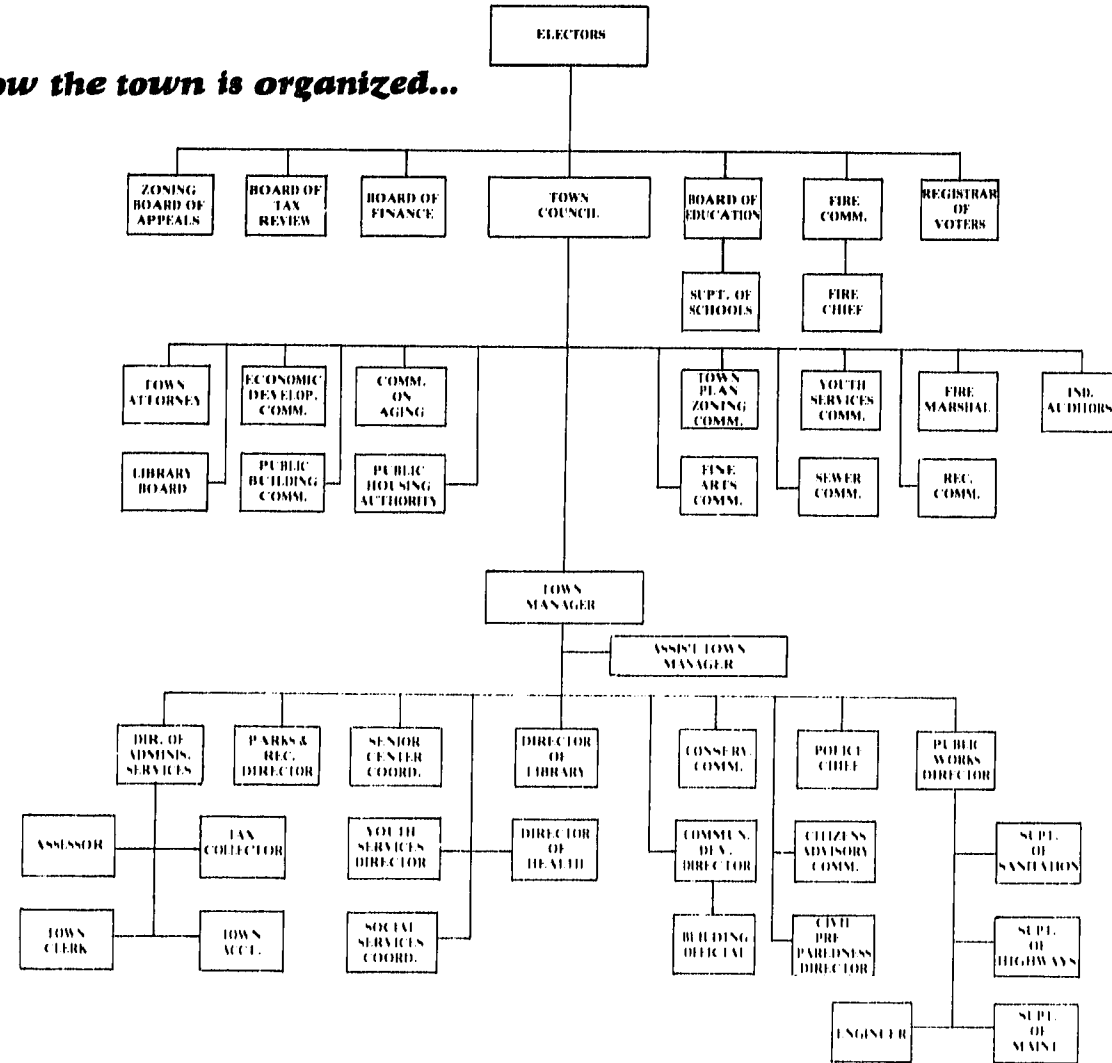 ELECTORS
ow the town is organized...
ZONING
BOARD OF
APPEALS
BOARD OF
TAX
REVIEW
BOARD OF
FINANCE
TOWN
COUNCIL
BOARD OF
EDUCATION
FIRE
COMM.
REGISTRAR
OF
VOTERS
SUPT. OF
SCHOOLS
FIRE
CHIEF
TOWN
ATTORNEY
ECONOMIC
DEVELOP.
COMM.
COMM.
ON
AGING
TOWN
PLAN
ZONING
COMM.
YOUTH
SERVICES
COMM.
FIRE
MARSHAL
IND.
AUDITORS
LIBRARY
BOARD
PUBLIC
BUILDING
COMM.
PUBLIC
HOUSING
AUTHORITY
FINE
ARTS
COMM.
SEWER
COMM.
REC.
COMM.
TOWN
MANAGER
ASSIS'T TOWN
MANAGER
DIR. OF
ADMINIS.
SERVICES
PARKS &
REC.
DIRECTOR
SENIOR
CENTER
COORD.
DIRECTOR
OF
LIBRARY
CONSERV.
COMM.
POLICE
CHIEF
PUBLIC
WORKS
DIRECTOR
ASSESSOR
TAX
COLLECTOR
YOUTH
SERVICES
DIRECTOR
DIRECTOR
OF
HEALTH
COMMUN.
DEV.
DIRECTOR
CITIZENS
ADVISORY
COMM.
SUPT.
OF
SANITATION
TOWN
CLERK
TOWN
ACCT.
SOCIAL
SERVICES
COORD.
BUILDING
OFFICIAL
CIVIL
PRE
PAREDNESS
DIRECTOR
SUPT.
OF
HIGHWAYS
ENGINEER
SUPT.
OF
MAINT.